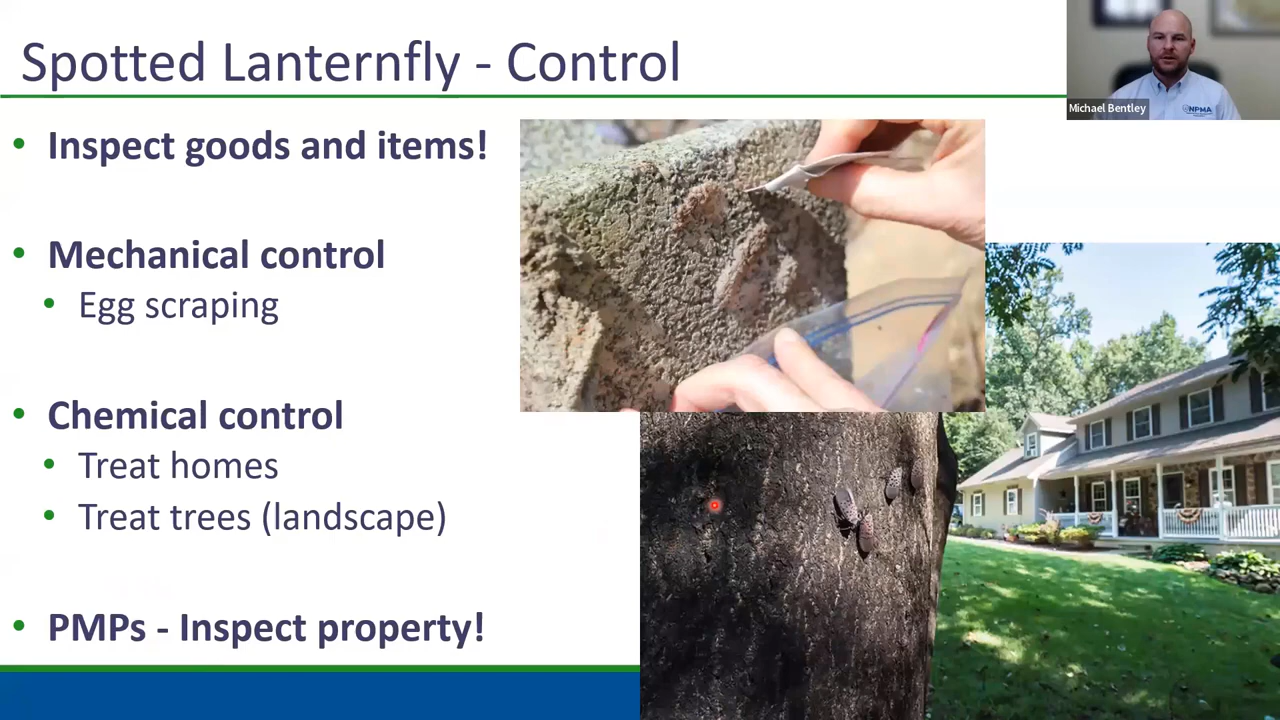 Spotted Lanternfly - Control
Michael Bentley
NPMA
• Inspect goods and items!
• Mechanical control
• Egg scraping
• Chemical control
• Treat homes
• Treat trees (landscape)
• PMPs - Inspect property!